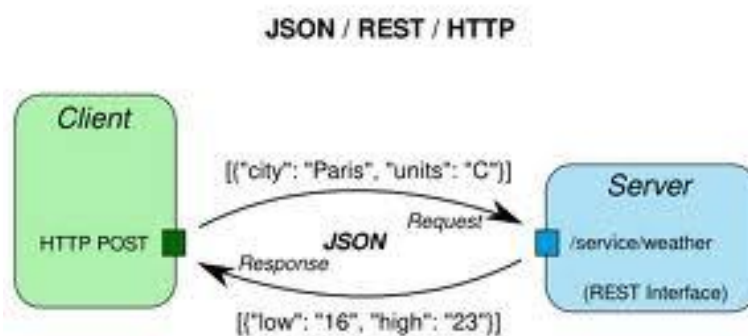 JSON / REST / HTTP
Client
[{"city": "Paris", "units": "C"}]
Server
Request
HTTP POST
JSON
/service/weather
Response
(REST Interface)
[{"low": "16", "high": "23"}]